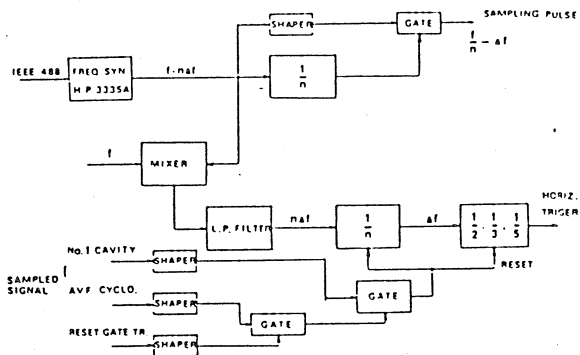 SHAPER
GATE
SAMPLING PULSE
f/n - Δf
IEEE 488
FREQ SYN
H.P. 3335A
f-nΔf
1/n
f
MIXER
L.P. FILTER
nΔf
1/n
Δf
1/2 · 1/3 · 1/5
HORIZ.
TRIGER
RESET
No.1 CAVITY
SHAPER
SAMPLED
SIGNAL
AVF CYCLO.
SHAPER
GATE
GATE
RESET GATE TR.
SHAPER